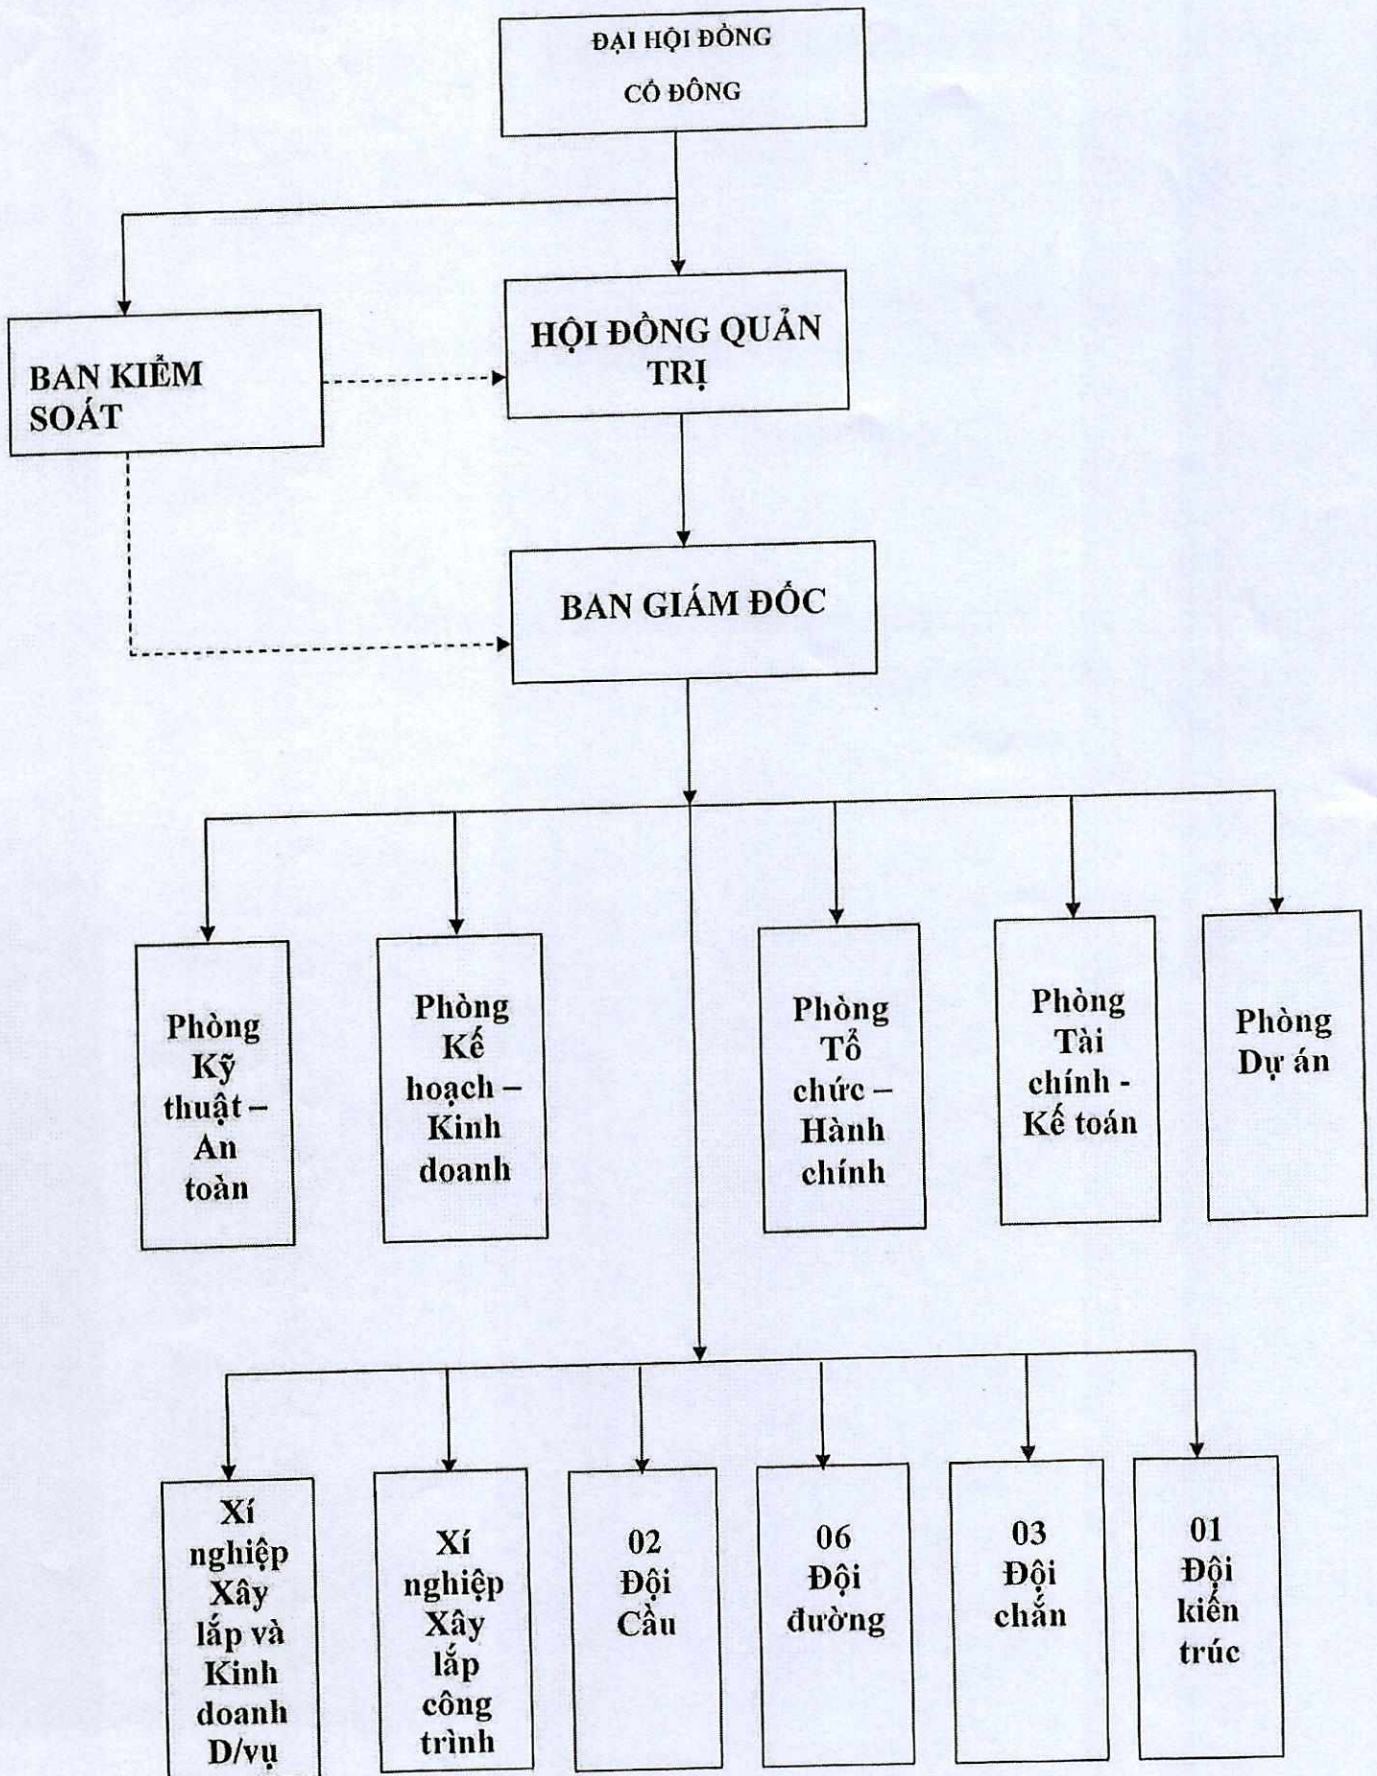 ĐẠI HỘI ĐỒNG
CỔ ĐÔNG
HỘI ĐỒNG QUẢN
TRỊ
BAN KIỂM
SOÁT
BAN GIÁM ĐỐC
Phòng
Kỹ
thuật –
An
toàn
Phòng
Kế
hoạch –
Kinh
doanh
Phòng
Tổ
chức –
Hành
chính
Phòng
Tài
chính -
Kế toán
Phòng
Dự án
Xí
nghiệp
Xây
lắp và
Kinh
doanh
D/vụ
Xí
nghiệp
Xây
lắp
công
trình
02
Đội
Cầu
06
Đội
đường
03
Đội
chắn
01
Đội
kiến
trúc